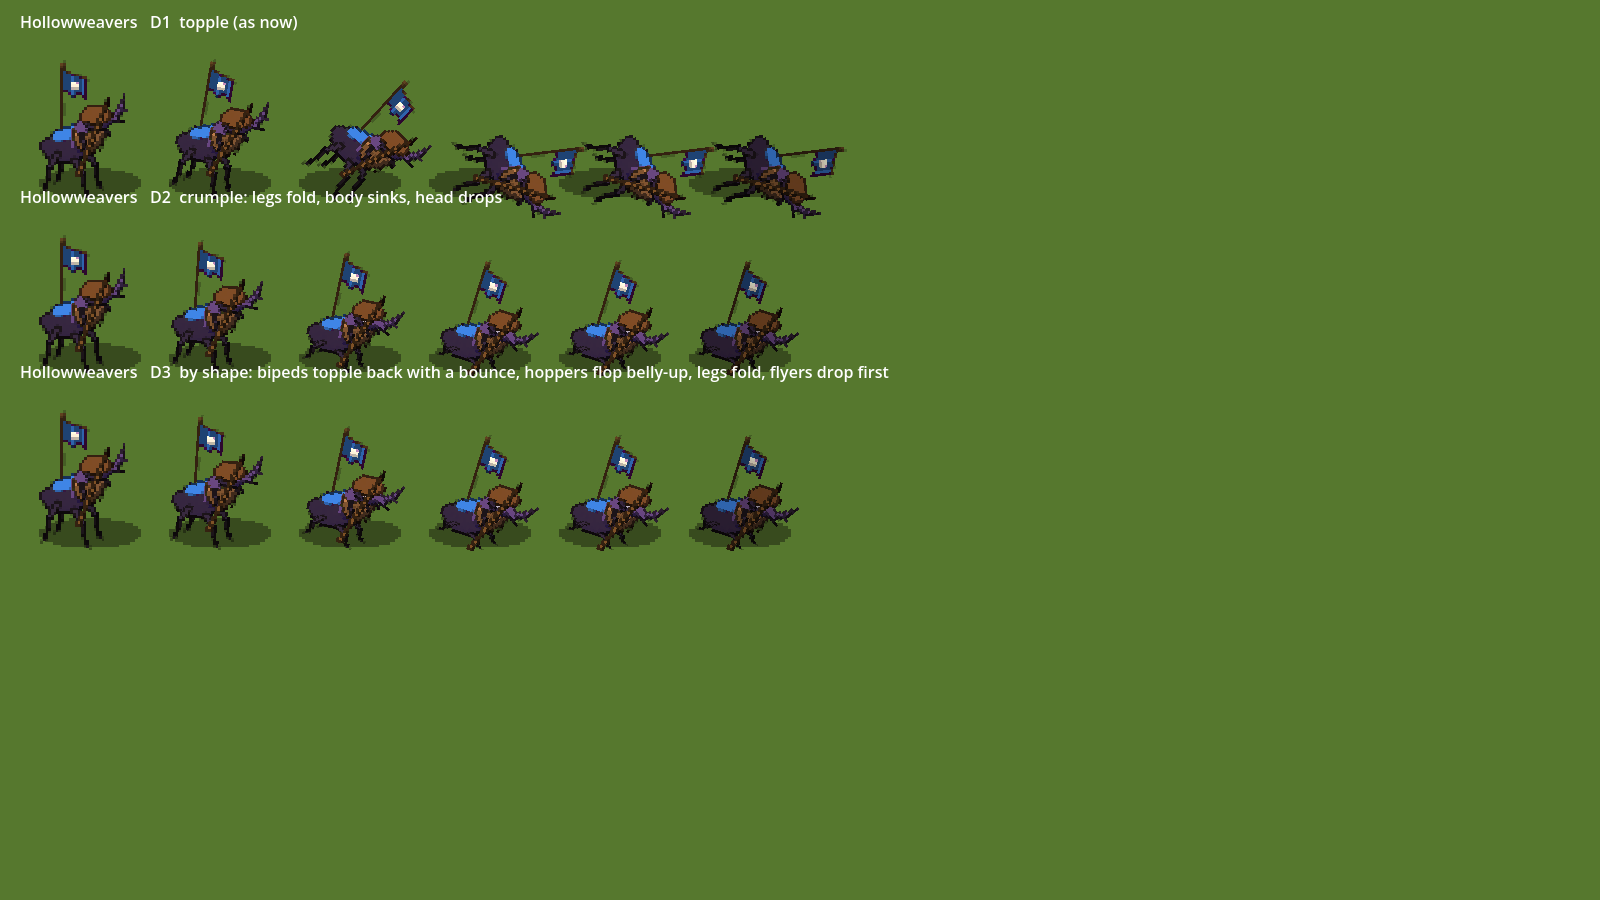 Hollowweavers D1 topple (as now)
Hollowweavers D2 crumple: legs fold, body sinks, head drops
Hollowweavers D3 by shape: bipeds topple back with a bounce, hoppers flop belly-up, legs fold, flyers drop first